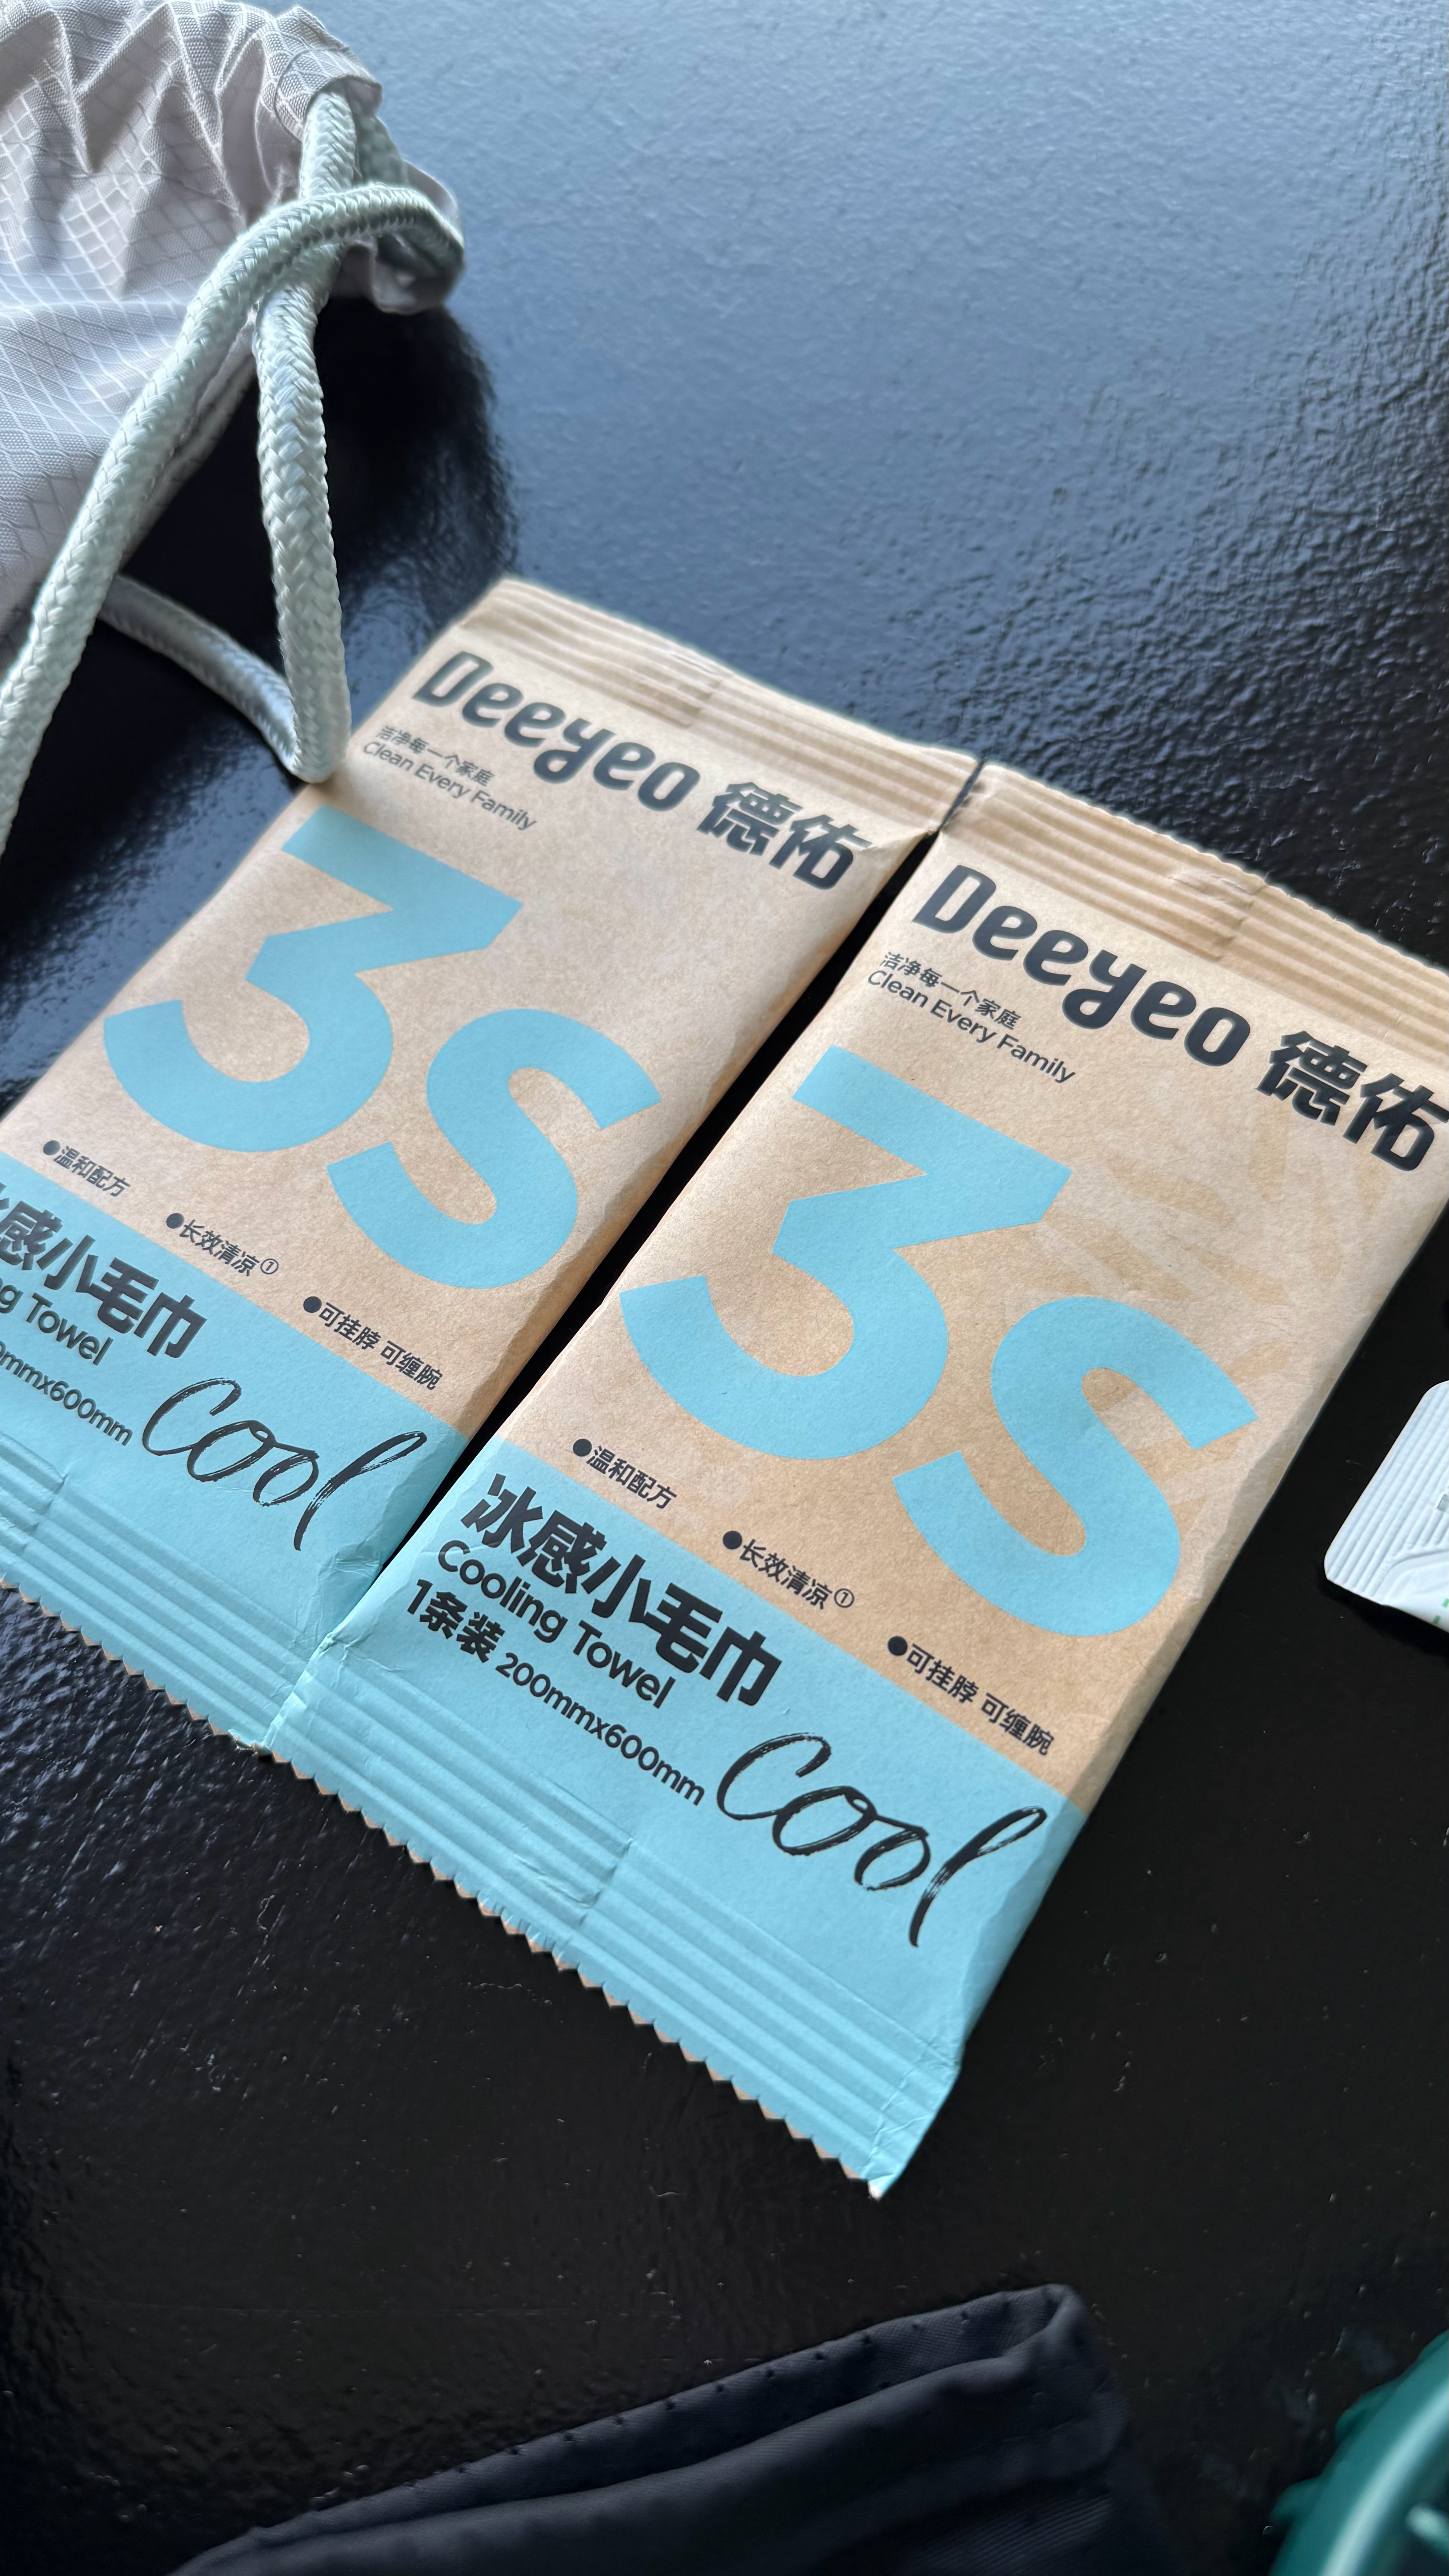 Deeyeo 德佑
洁净每一个家庭
Clean Every Family
3s
●温和配方
●长效清凉①
●可挂脖 可缠腕
感小毛巾
Towel
mmx600mm
cool
Deeyeo 德佑
洁净每一个家庭
Clean Every Family
3s
●温和配方
●长效清凉①
●可挂脖 可缠腕
冰感小毛巾
Cooling Towel
1条装 200mmx600mm
cool